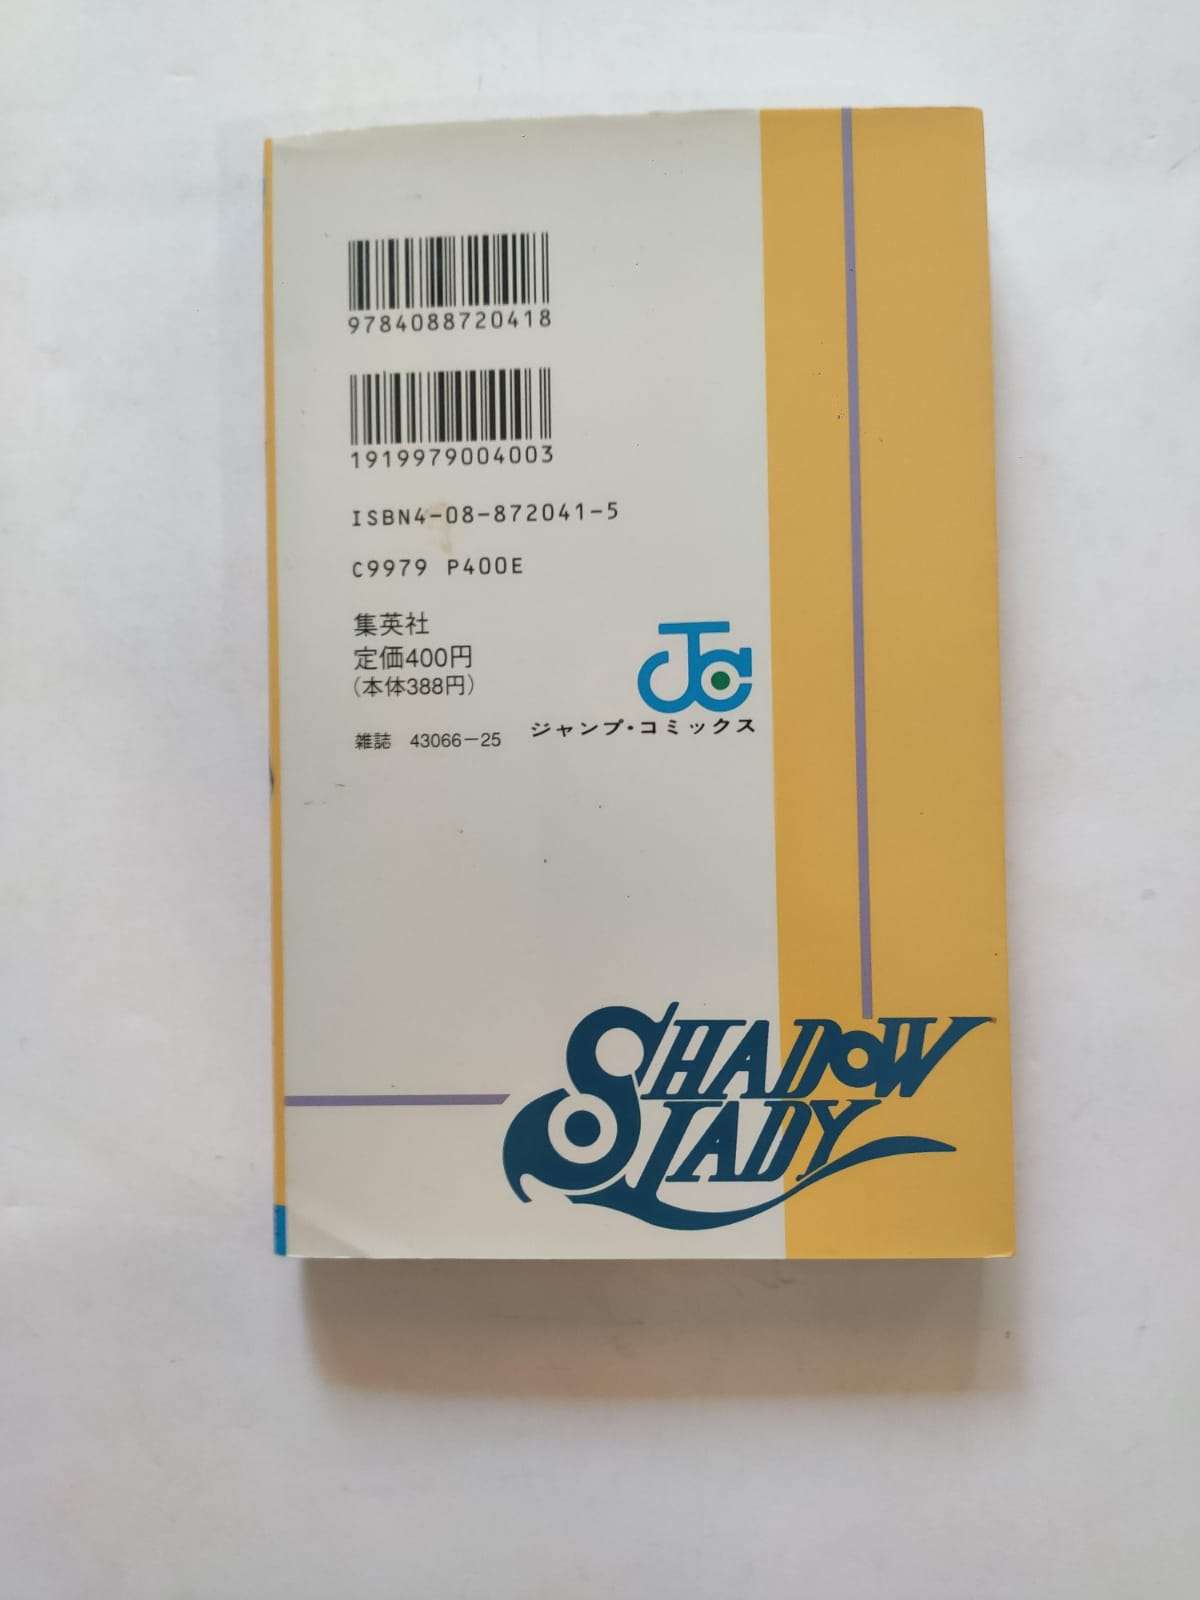 9784088720418
1919979004003
ISBN4-08-872041-5
C9979 P400E
集英社
定価400円
(本体388円)
雑誌 43066-25
JC
ジャンプ・コミックス
SHADOW
LADY